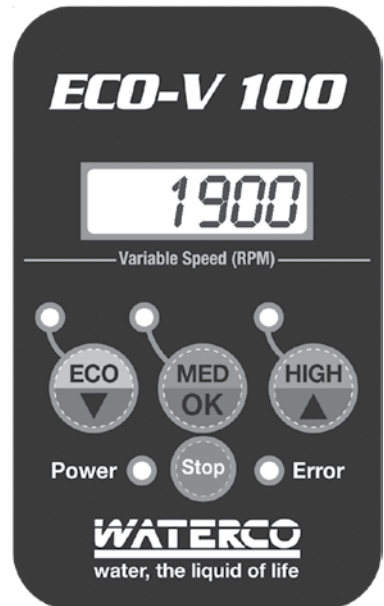 ECO-V 100
1900
Variable Speed (RPM)
ECO MED OK HIGH
Power Stop Error
WATERCO
water, the liquid of life